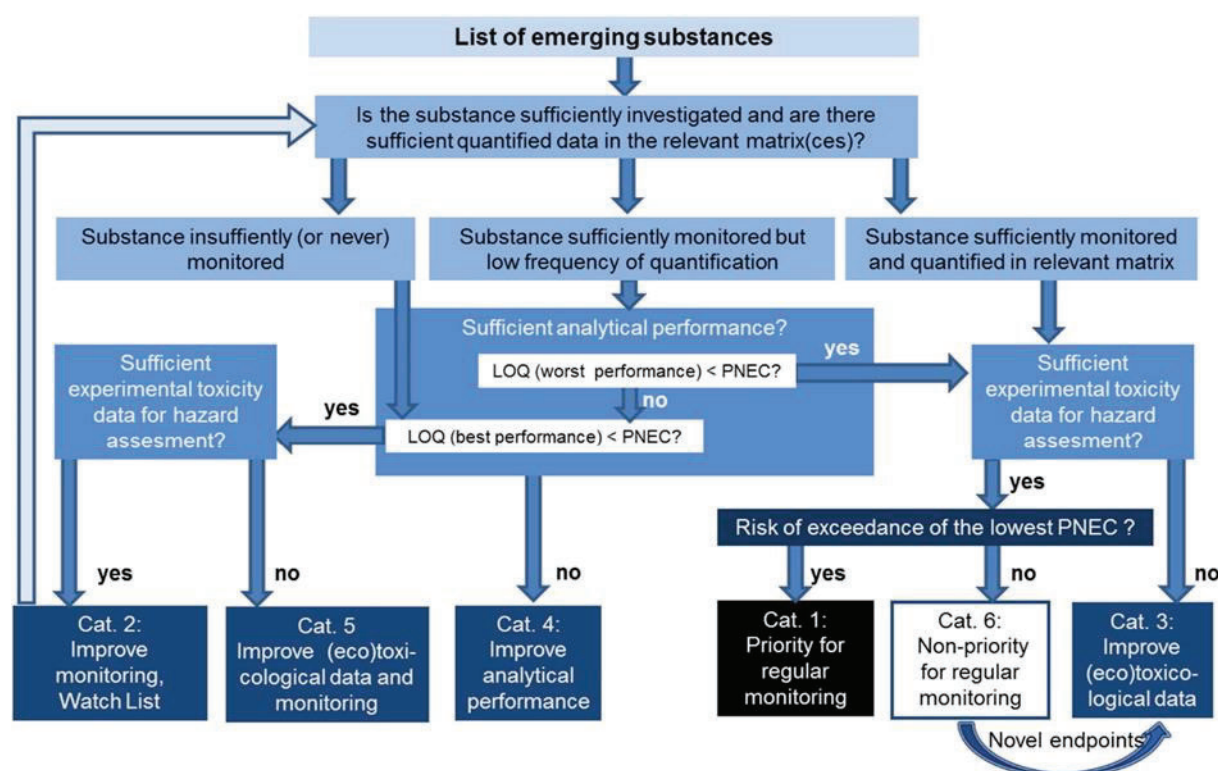 List of emerging substances
Is the substance sufficiently investigated and are there
sufficient quantified data in the relevant matrix(ces)?
Substance insuffiently (or never)
monitored
Substance sufficiently monitored but
low frequency of quantification
Substance sufficiently monitored
and quantified in relevant matrix
Sufficient analytical performance?
LOQ (worst performance) < PNEC?
yes
no
LOQ (best performance) < PNEC?
yes
Sufficient
experimental toxicity
data for hazard
assesment?
Sufficient
experimental toxicity
data for hazard
assesment?
yes
Risk of exceedance of the lowest PNEC ?
yes
no
no
yes
no
no
Cat. 2:
Improve
monitoring,
Watch List
Cat. 5
Improve (eco)toxi-
cological data and
monitoring
Cat. 4:
Improve
analytical
performance
Cat. 1:
Priority for
regular
monitoring
Cat. 6:
Non-priority
for regular
monitoring
Cat. 3:
Improve
(eco)toxico-
logical data
Novel endpoints